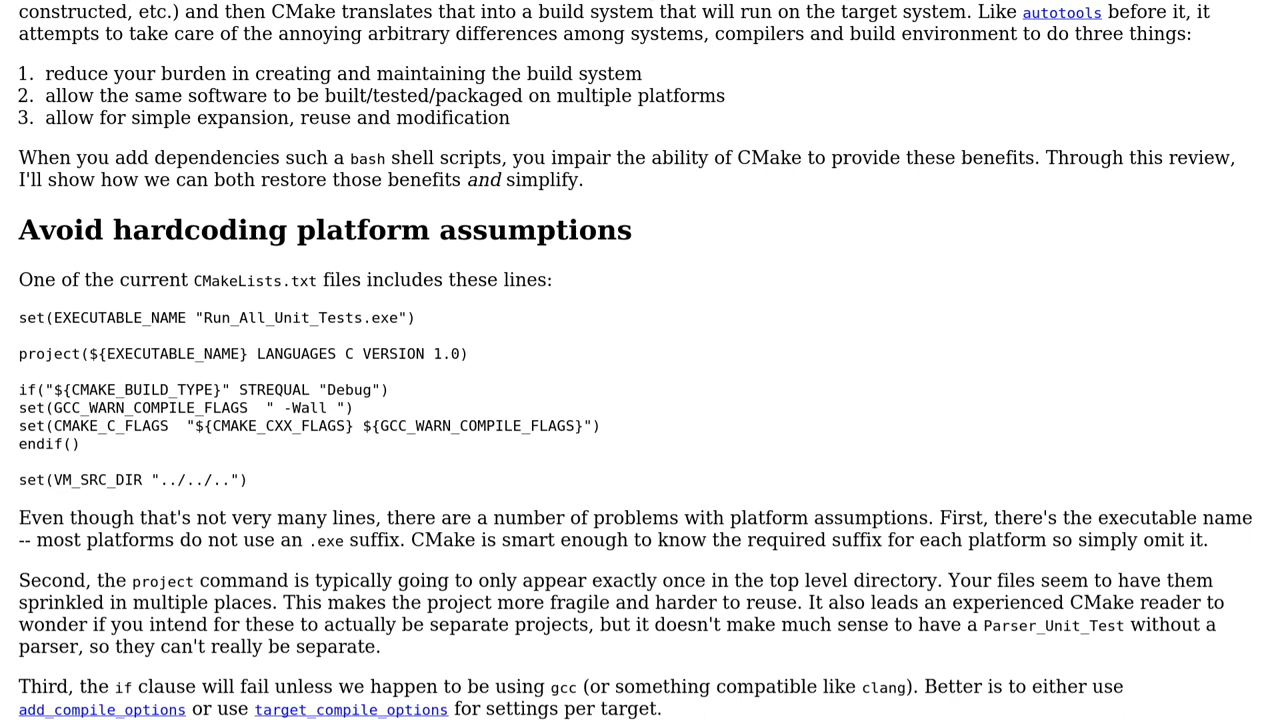 constructed, etc.) and then CMake translates that into a build system that will run on the target system. Like autotools before it, it
attempts to take care of the annoying arbitrary differences among systems, compilers and build environment to do three things:
1. reduce your burden in creating and maintaining the build system
2. allow the same software to be built/tested/packaged on multiple platforms
3. allow for simple expansion, reuse and modification
When you add dependencies such a bash shell scripts, you impair the ability of CMake to provide these benefits. Through this review,
I'll show how we can both restore those benefits and simplify.
Avoid hardcoding platform assumptions
One of the current CMakeLists.txt files includes these lines:
set(EXECUTABLE_NAME "Run_All_Unit_Tests.exe")
project(${EXECUTABLE_NAME} LANGUAGES C VERSION 1.0)
if("${CMAKE_BUILD_TYPE}" STREQUAL "Debug")
set(GCC_WARN_COMPILE_FLAGS  " -Wall ")
set(CMAKE_C_FLAGS  "${CMAKE_CXX_FLAGS} ${GCC_WARN_COMPILE_FLAGS}")
endif()
set(VM_SRC_DIR "../../..")
Even though that's not very many lines, there are a number of problems with platform assumptions. First, there's the executable name
-- most platforms do not use an .exe suffix. CMake is smart enough to know the required suffix for each platform so simply omit it.
Second, the project command is typically going to only appear exactly once in the top level directory. Your files seem to have them
sprinkled in multiple places. This makes the project more fragile and harder to reuse. It also leads an experienced CMake reader to
wonder if you intend for these to actually be separate projects, but it doesn't make much sense to have a Parser_Unit_Test without a
parser, so they can't really be separate.
Third, the if clause will fail unless we happen to be using gcc (or something compatible like clang). Better is to either use
add_compile_options or use target_compile_options for settings per target.